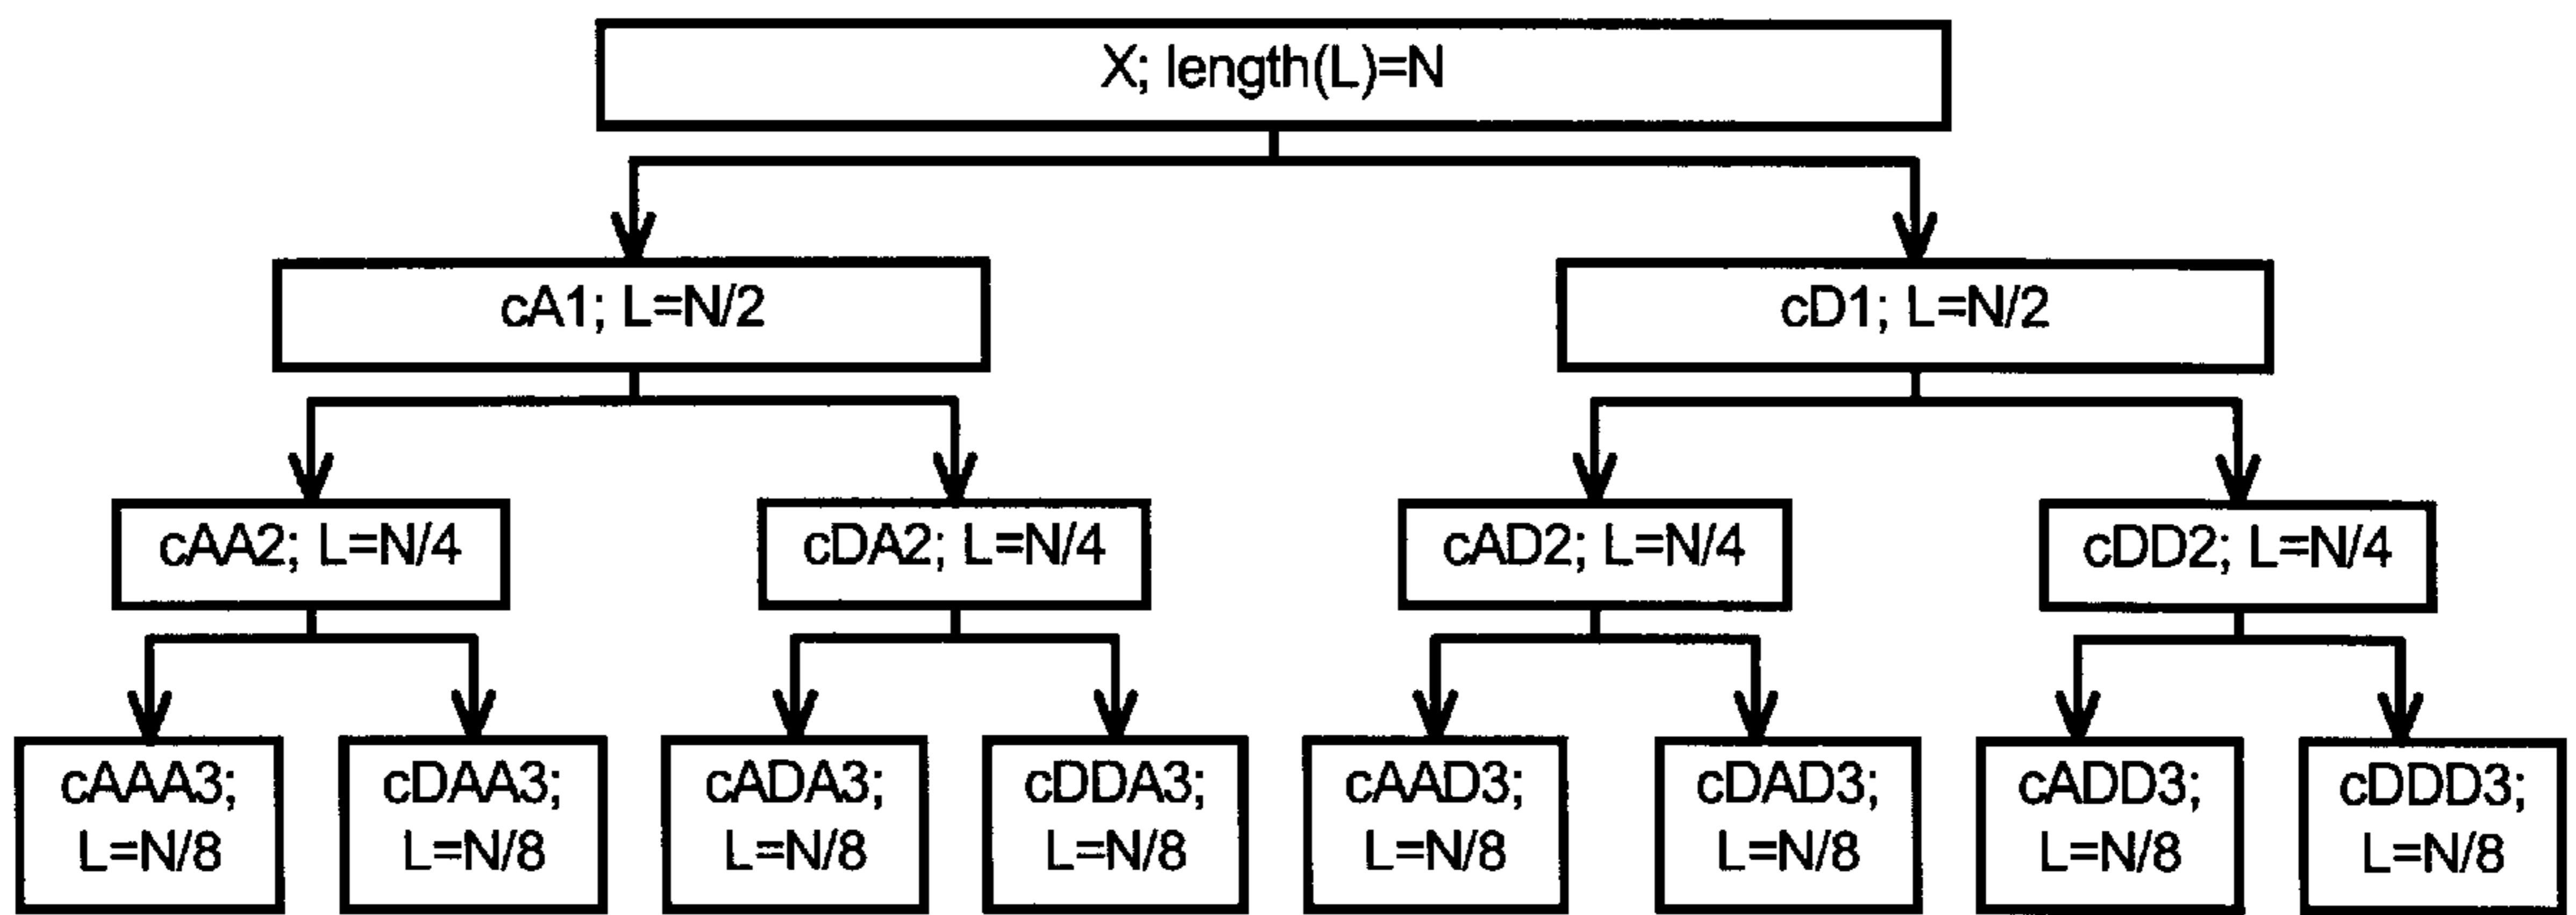 X; length(L)=N
cA1; L=N/2
cD1; L=N/2
cAA2; L=N/4
cDA2; L=N/4
cAD2; L=N/4
cDD2; L=N/4
cAAA3;
L=N/8
cDAA3;
L=N/8
cADA3;
L=N/8
cDDA3;
L=N/8
cAAD3;
L=N/8
cDAD3;
L=N/8
cADD3;
L=N/8
cDDD3;
L=N/8